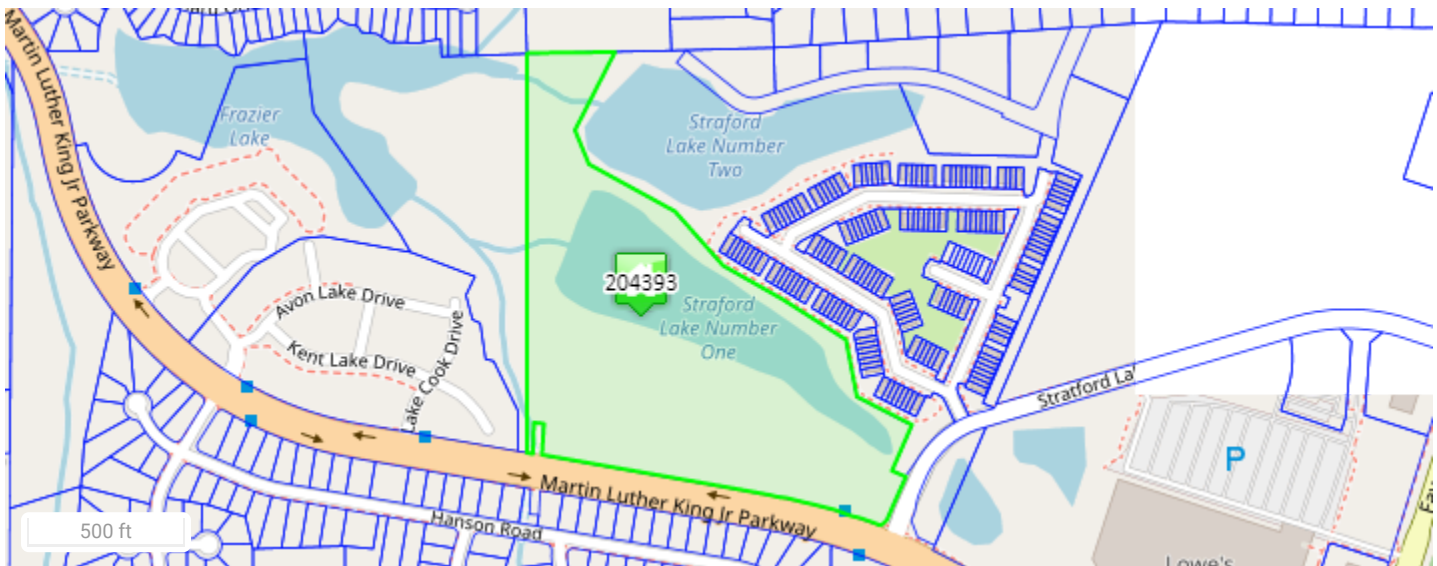 Martin Luther King Jr Parkway
Frazier
Lake
Straford
Lake Number
Two
204393
Straford
Lake Number
One
Avon Lake Drive
Kent Lake Drive
Lake Cook Drive
Stratford La
P
Martin Luther King Jr Parkway
Hanson Road
500 ft
Lowe's